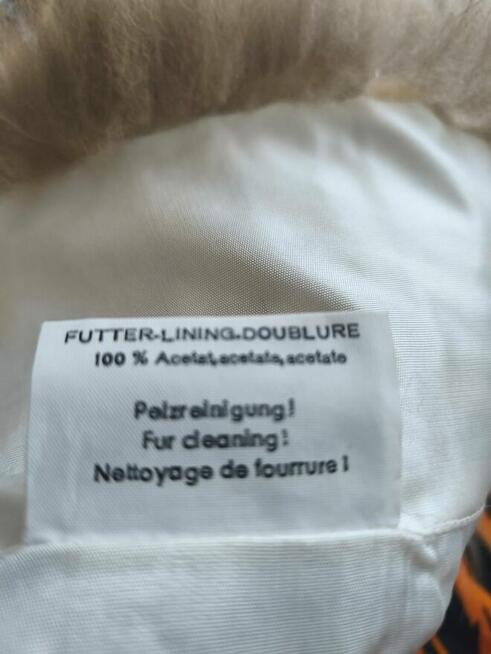 FUTTER-LINING-DOUBLURE
100 % Acetat,acetate,acetate
Pelzreinigung!
Fur cleaning!
Nettoyage de fourrure!